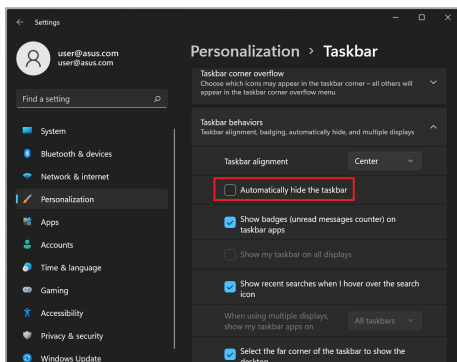 Settings
user@asus.com
user@asus.com
Find a setting
System
Bluetooth & devices
Network & internet
Personalization
Apps
Accounts
Time & language
Gaming
Accessibility
Privacy & security
Windows Update
Personalization > Taskbar
Taskbar corner overflow
Choose which icons may appear in the taskbar corner – all others will
appear in the taskbar corner overflow menu
Taskbar behaviors
Taskbar alignment, badging, automatically hide, and multiple displays
Taskbar alignment Center
Automatically hide the taskbar
Show badges (unread messages counter) on
taskbar apps
Show my taskbar on all displays
Show recent searches when I hover over the search
icon
When using multiple displays, All taskbars
show my taskbar apps on
Select the far corner of the taskbar to show the
desktop